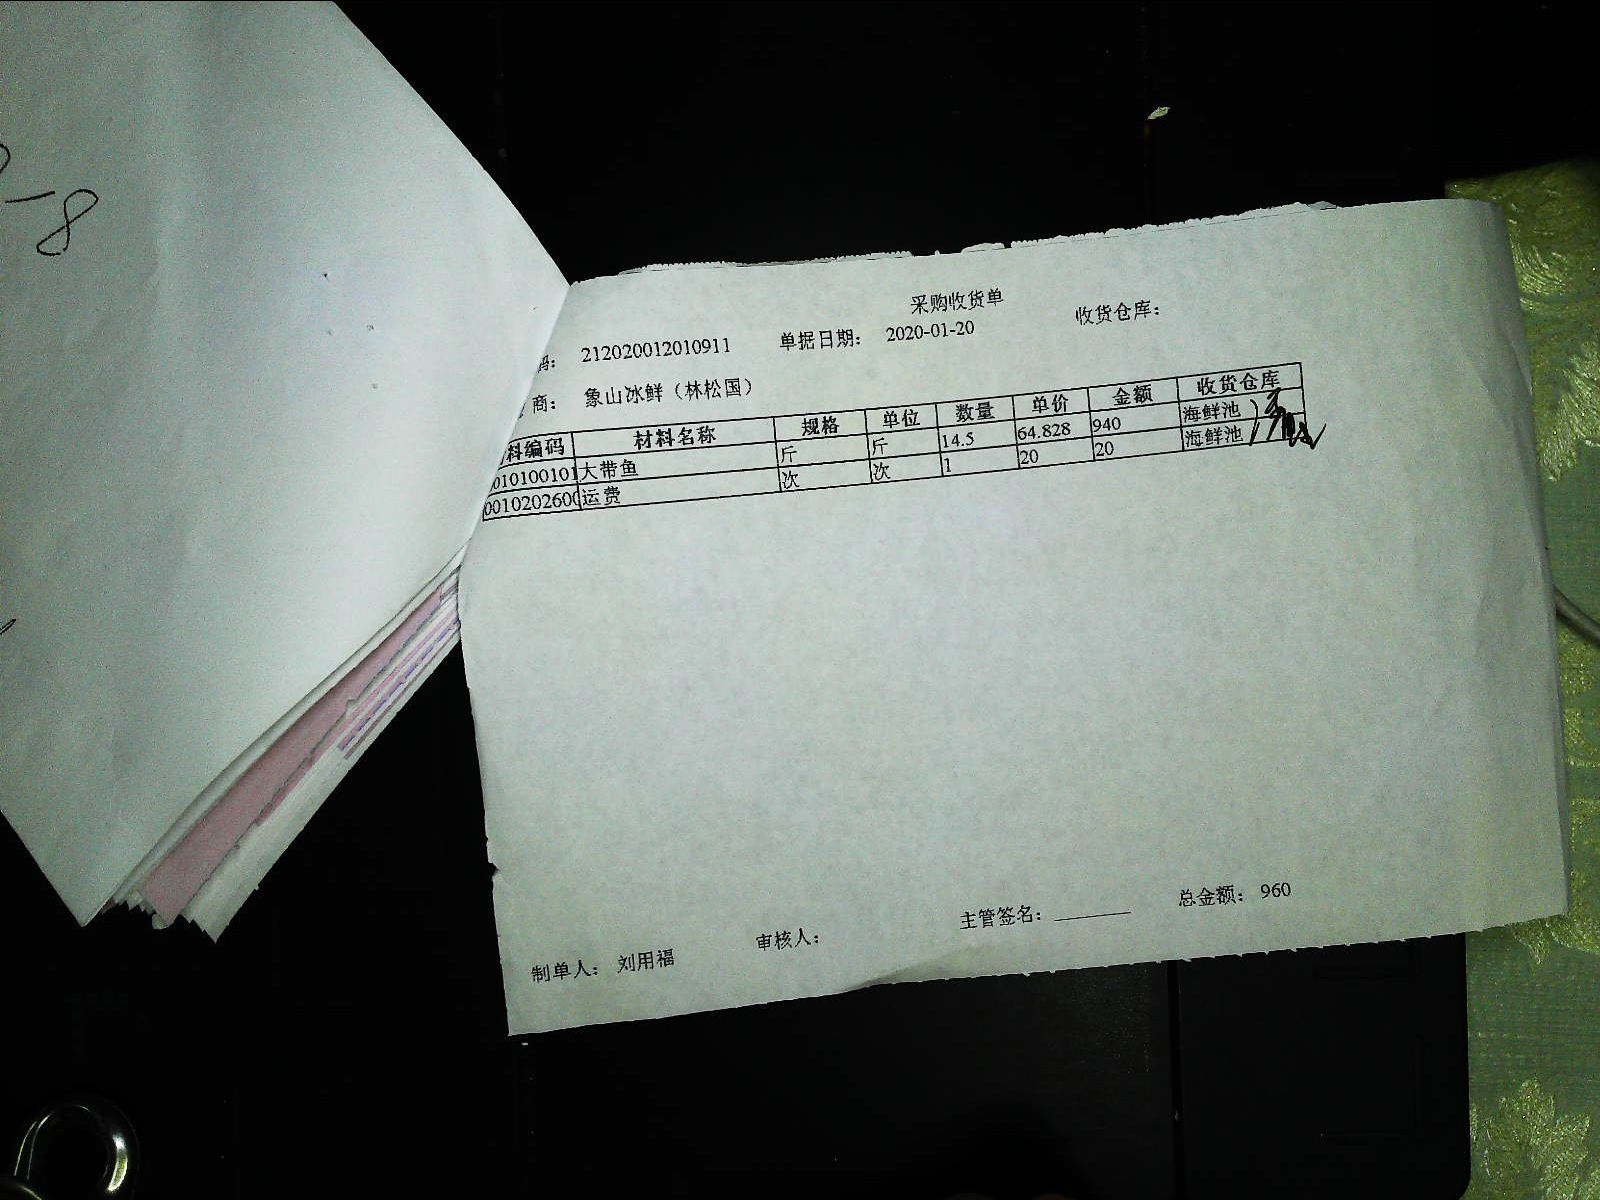 -8
采购收货单
码: 212020012010911 单据日期: 2020-01-20 收货仓库:
商: 象山冰鲜（林松国）
料编码 材料名称 规格 单位 数量 单价 金额 收货仓库
010100101 大带鱼 斤 斤 14.5 64.828 940 海鲜池
001020260 运费 次 次 1 20 20 海鲜池
制单人: 刘用福 审核人: 主管签名: 总金额: 960